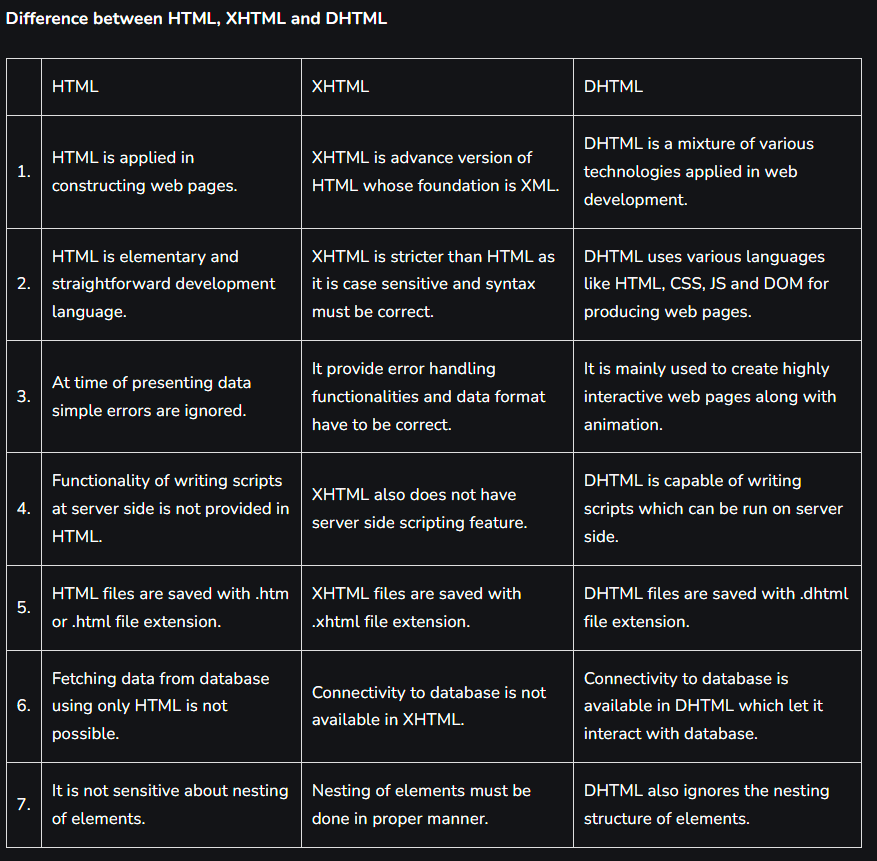 Difference between HTML, XHTML and DHTML
HTML
XHTML
DHTML
1.
HTML is applied in
constructing web pages.
XHTML is advance version of
HTML whose foundation is XML.
DHTML is a mixture of various
technologies applied in web
development.
2.
HTML is elementary and
straightforward development
language.
XHTML is stricter than HTML as
it is case sensitive and syntax
must be correct.
DHTML uses various languages
like HTML, CSS, JS and DOM for
producing web pages.
3.
At time of presenting data
simple errors are ignored.
It provide error handling
functionalities and data format
have to be correct.
It is mainly used to create highly
interactive web pages along with
animation.
4.
Functionality of writing scripts
at server side is not provided in
HTML.
XHTML also does not have
server side scripting feature.
DHTML is capable of writing
scripts which can be run on server
side.
5.
HTML files are saved with .htm
or .html file extension.
XHTML files are saved with
.xhtml file extension.
DHTML files are saved with .dhtml
file extension.
6.
Fetching data from database
using only HTML is not
possible.
Connectivity to database is not
available in XHTML.
Connectivity to database is
available in DHTML which let it
interact with database.
7.
It is not sensitive about nesting
of elements.
Nesting of elements must be
done in proper manner.
DHTML also ignores the nesting
structure of elements.